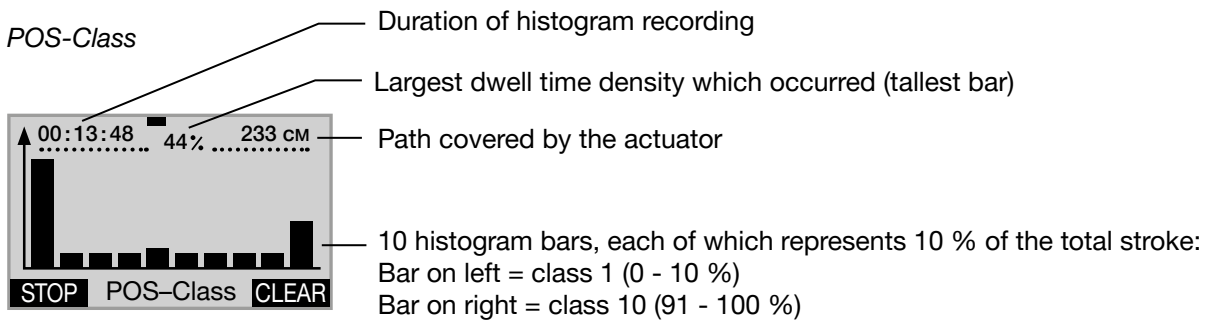 Duration of histogram recording
POS-Class
Largest dwell time density which occurred (tallest bar)
00:13:48 44% 233 CM
Path covered by the actuator
10 histogram bars, each of which represents 10 % of the total stroke:
Bar on left = class 1 (0 - 10 %)
Bar on right = class 10 (91 - 100 %)
STOP POS–Class CLEAR